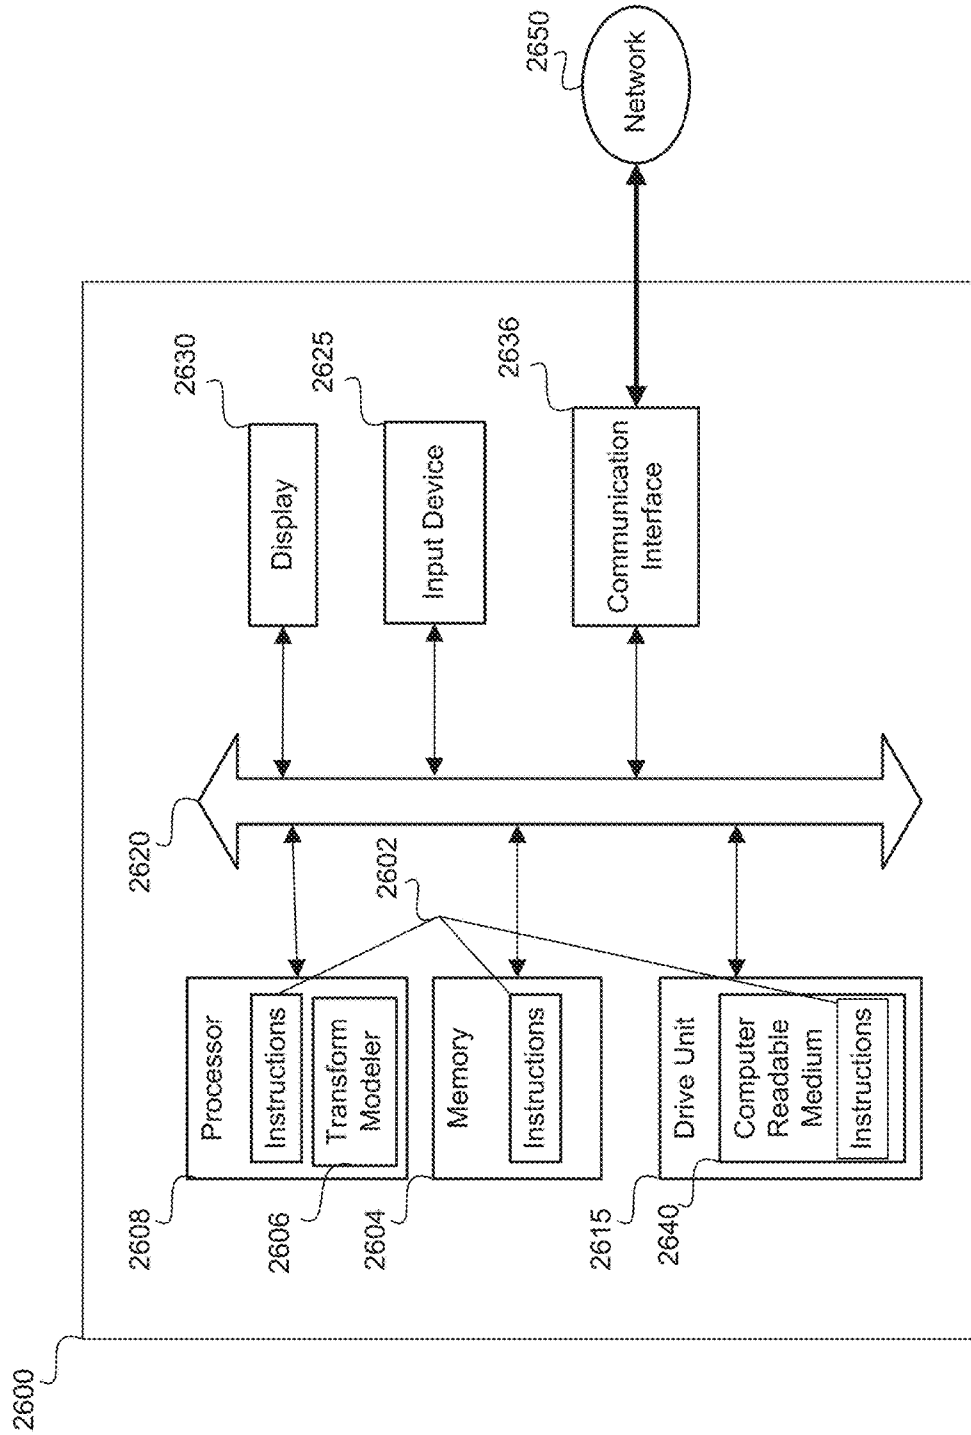 2600
2608
Processor
Instructions
2606
Transform
Modeler
2604
Memory
Instructions
2615
Drive Unit
2640
Computer
Readable
Medium
Instructions
2602
2620
2630
Display
2625
Input Device
2636
Communication
Interface
2650
Network